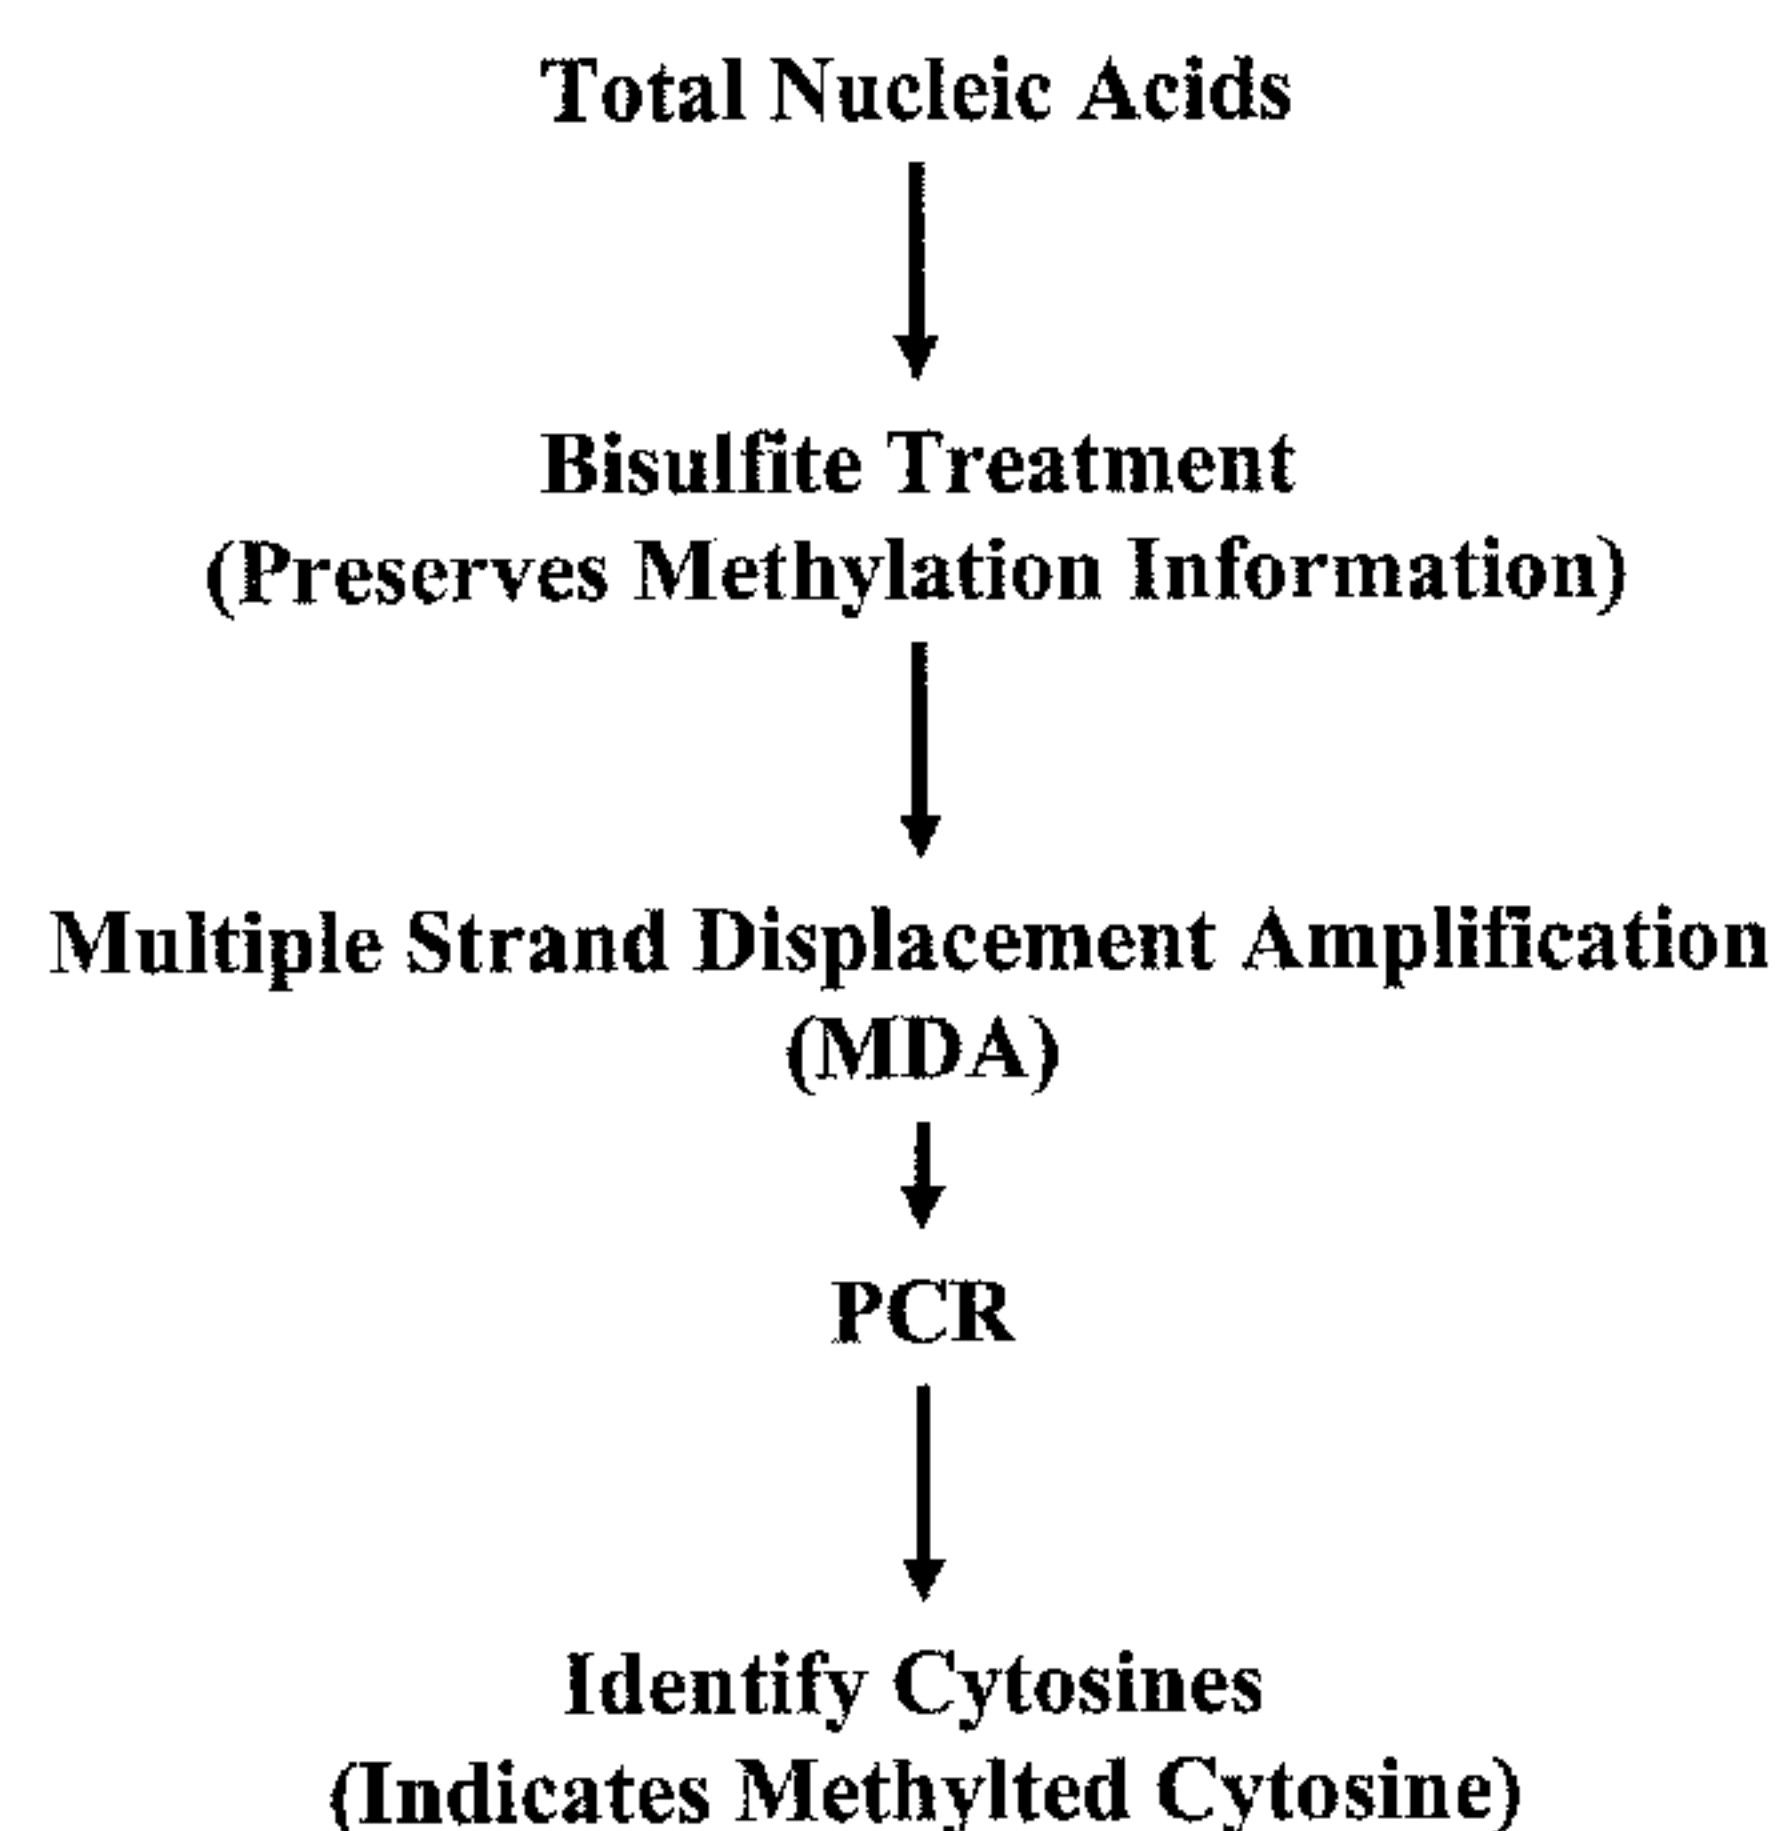 Total Nucleic Acids
Bisulfite Treatment
(Preserves Methylation Information)
Multiple Strand Displacement Amplification
(MDA)
PCR
Identify Cytosines
(Indicates Methylted Cytosine)